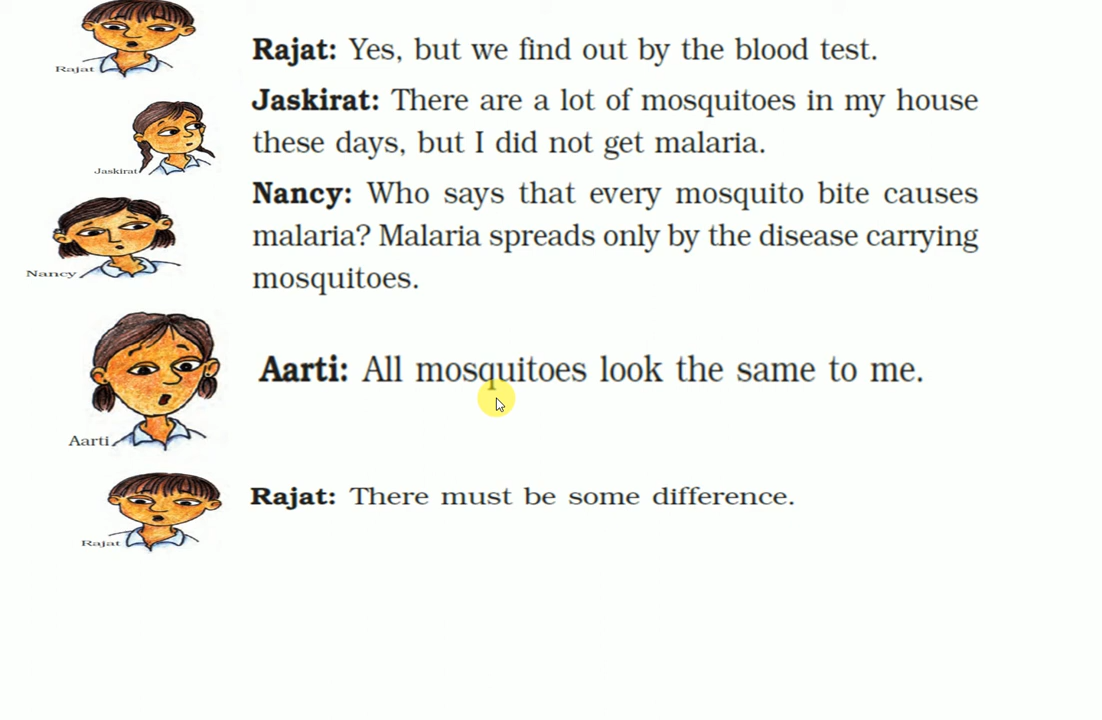 Rajat
Rajat: Yes, but we find out by the blood test.
Jaskirat
Jaskirat: There are a lot of mosquitoes in my house
these days, but I did not get malaria.
Nancy
Nancy: Who says that every mosquito bite causes
malaria? Malaria spreads only by the disease carrying
mosquitoes.
Aarti
Aarti: All mosquitoes look the same to me.
Rajat
Rajat: There must be some difference.